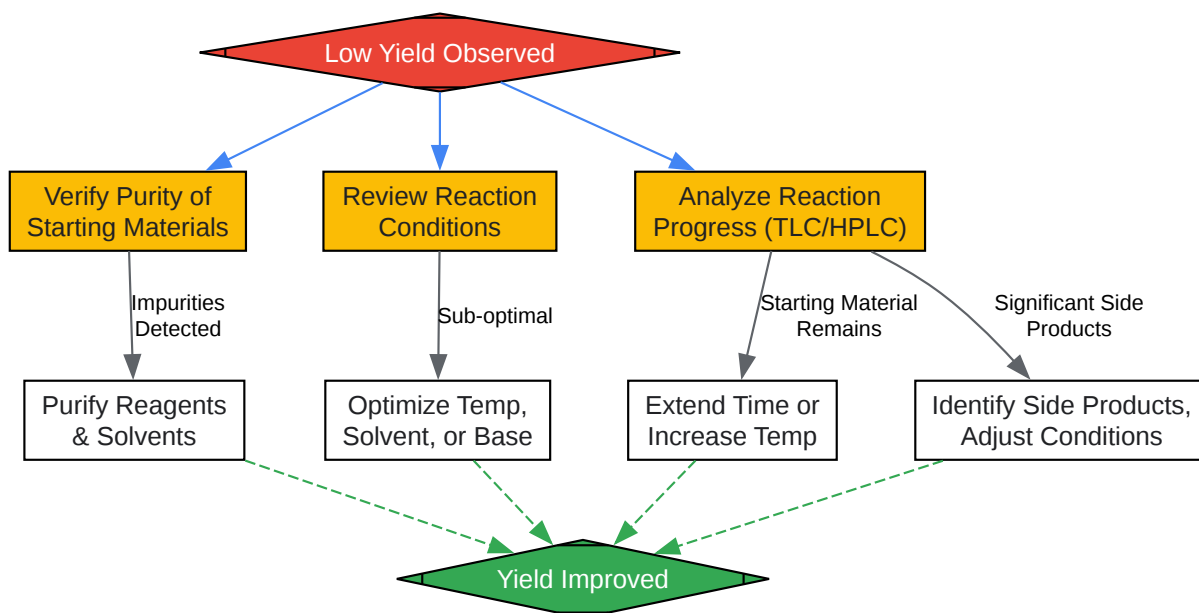 Low Yield Observed
Verify Purity of
Starting Materials
Review Reaction
Conditions
Analyze Reaction
Progress (TLC/HPLC)
Impurities
Detected
Sub-optimal
Starting Material
Remains
Significant Side
Products
Purify Reagents
& Solvents
Optimize Temp,
Solvent, or Base
Extend Time or
Increase Temp
Identify Side Products,
Adjust Conditions
Yield Improved